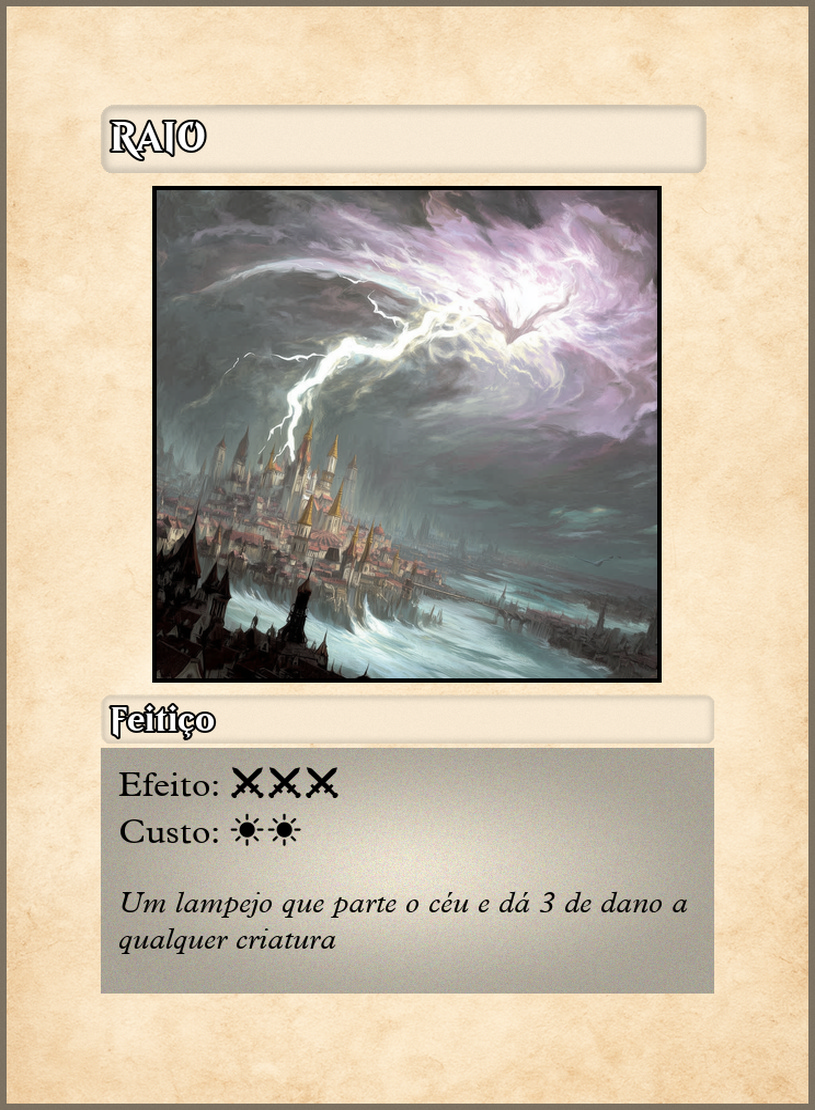 RAIO
Feitiço
Efeito: ⚔⚔⚔
Custo: ☀☀
Um lampejo que parte o céu e dá 3 de dano a
qualquer criatura